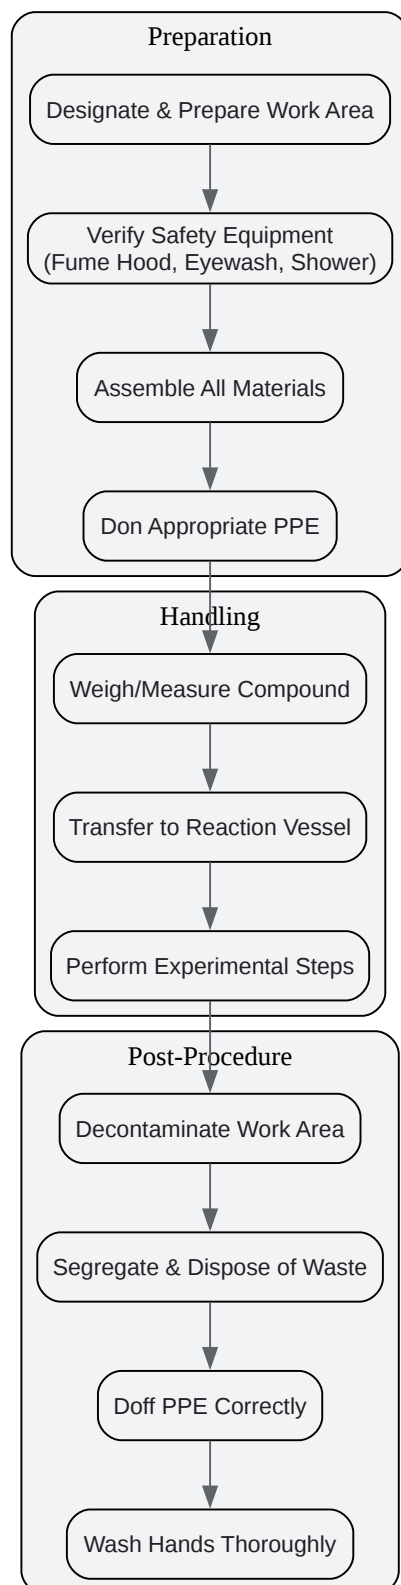 Preparation
Designate & Prepare Work Area
Verify Safety Equipment
(Fume Hood, Eyewash, Shower)
Assemble All Materials
Don Appropriate PPE
Handling
Weigh/Measure Compound
Transfer to Reaction Vessel
Perform Experimental Steps
Post-Procedure
Decontaminate Work Area
Segregate & Dispose of Waste
Doff PPE Correctly
Wash Hands Thoroughly